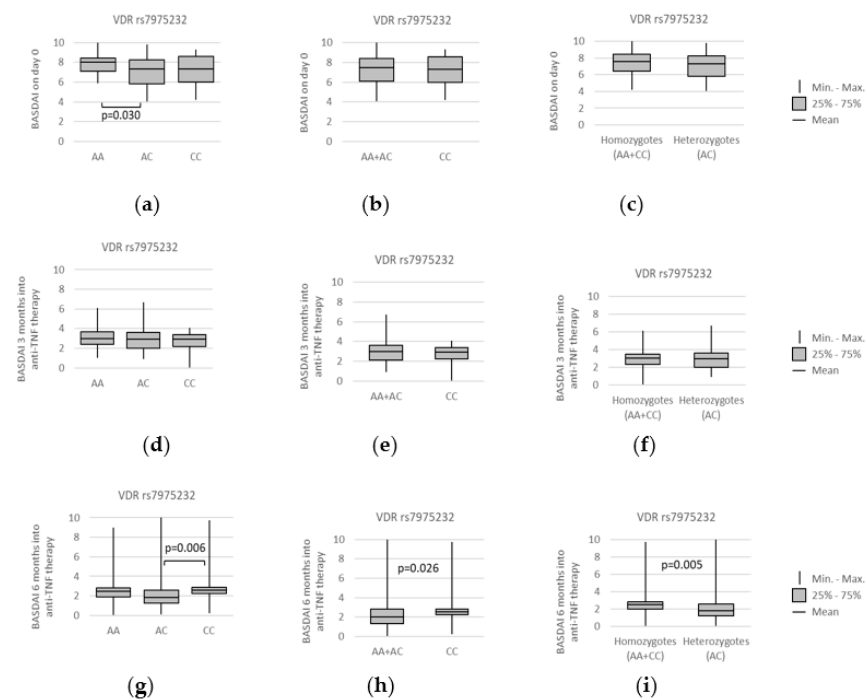 VDR rs7975232
BASDAI on day 0
10
8
6
4
2
0
p=0.030
AA AC CC
(a)
VDR rs7975232
BASDAI on day 0
10
8
6
4
2
0
AA+AC CC
(b)
VDR rs7975232
BASDAI on day 0
10
8
6
4
2
0
Homozygotes Heterozygotes
(AA+CC) (AC)
(c)
Min. - Max.
25% - 75%
Mean
VDR rs7975232
BASDAI 3 months into
anti-TNF therapy
10
8
6
4
2
0
AA AC CC
(d)
VDR rs7975232
BASDAI 3 months into
anti-TNF therapy
10
8
6
4
2
0
AA+AC CC
(e)
VDR rs7975232
BASDAI 3 months into
anti-TNF therapy
10
8
6
4
2
0
Homozygotes Heterozygotes
(AA+CC) (AC)
(f)
Min. - Max.
25% - 75%
Mean
VDR rs7975232
BASDAI 6 months into
anti-TNF therapy
10
8
6
4
2
0
p=0.006
AA AC CC
(g)
VDR rs7975232
BASDAI 6 months into
anti-TNF therapy
10
8
6
4
2
0
p=0.026
AA+AC CC
(h)
VDR rs7975232
BASDAI 6 months into
anti-TNF therapy
10
8
6
4
2
0
p=0.005
Homozygotes Heterozygotes
(AA+CC) (AC)
(i)
Min. - Max.
25% - 75%
Mean